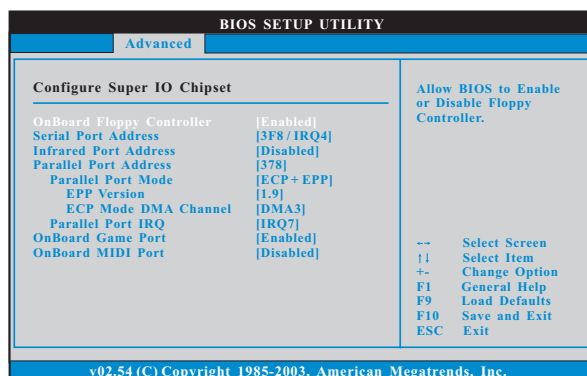 BIOS SETUP UTILITY
Advanced
Configure Super IO Chipset
OnBoard Floppy Controller [Enabled]
Serial Port Address [3F8 / IRQ4]
Infrared Port Address [Disabled]
Parallel Port Address [378]
Parallel Port Mode [ECP + EPP]
EPP Version [1.9]
ECP Mode DMA Channel [DMA3]
Parallel Port IRQ [IRQ7]
OnBoard Game Port [Enabled]
OnBoard MIDI Port [Disabled]
Allow BIOS to Enable
or Disable Floppy
Controller.
←→ Select Screen
↑↓ Select Item
+- Change Option
F1 General Help
F9 Load Defaults
F10 Save and Exit
ESC Exit
v02.54 (C) Copyright 1985-2003, American Megatrends, Inc.